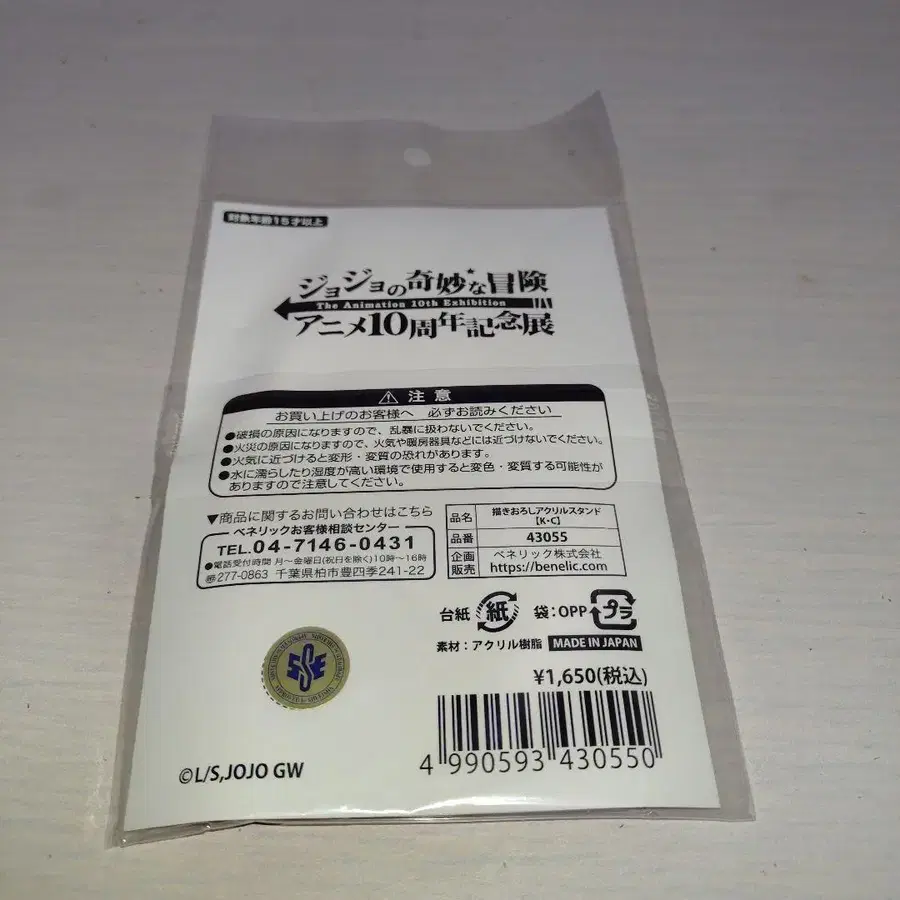 対象年齢15才以上
ジョジョの奇妙な冒険
The Animation 10th Exhibition
アニメ10周年記念展
注意
お買い上げのお客様へ 必ずお読みください
●破損の原因になりますので、乱暴に扱わないでください。
●火災の原因になりますので、火気や暖房器具などには近づけないでください。
●火気に近づけると変形・変質の恐れがあります。
●水に濡らしたり湿度が高い環境で使用すると変色・変質する可能性が
ありますので注意してください。
▼商品に関するお問い合わせはこちら
ベネリックお客様相談センター
TEL.04-7146-0431
●電話受付時間 月～金曜日(祝日を除く)10時～16時
〠277-0863 千葉県柏市豊四季241-22
品名 描きおろしアクリルスタンド
【K・C】
品番 43055
企画 ベネリック株式会社
販売 https://benelic.com
台紙 紙 袋:OPP プラ
素材:アクリル樹脂 MADE IN JAPAN
¥1,650(税込)
4 990593 430550
©L/S,JOJO GW